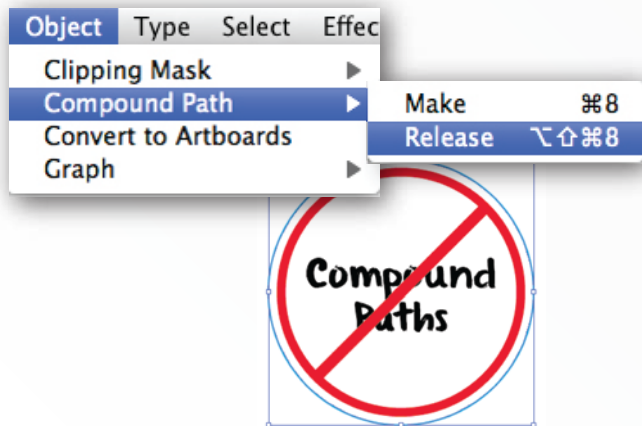 Object Type Select Effec
Clipping Mask
Compound Path
Convert to Artboards
Graph
Make ⌘8
Release ⌥⇧⌘8
Compound
Paths